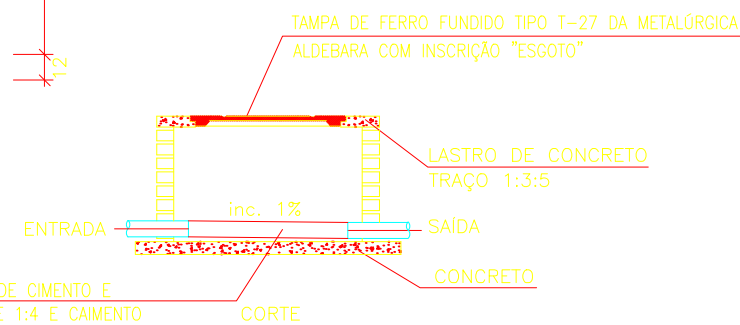 TAMPA DE FERRO FUNDIDO TIPO T-27 DA METALÚRGICA
ALDEBARA COM INSCRIÇÃO "ESGOTO"
12
LASTRO DE CONCRETO
TRAÇO 1:3:5
inc. 1%
ENTRADA
SAÍDA
CONCRETO
DE CIMENTO E
1:4 E CAIMENTO
CORTE